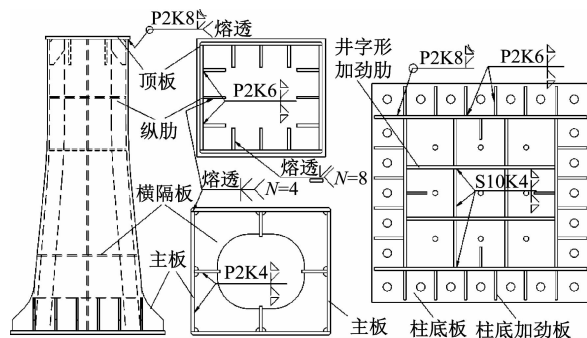 P2K8
熔透
顶板
纵肋
横隔板
主板
P2K6
熔透
N=8
熔透
N=4
P2K4
主板
井字形
加劲肋
P2K8
P2K6
S10K4
柱底板
柱底加劲板